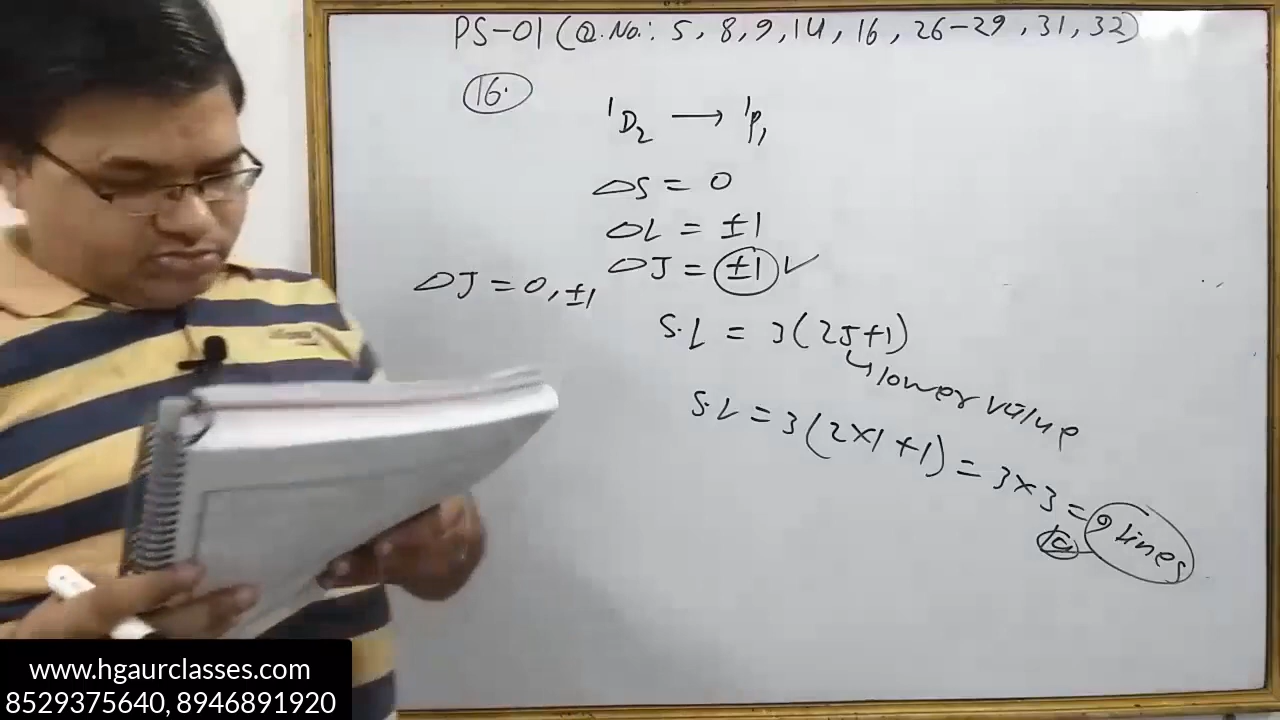 PS-01 (Q.No: 5, 8, 9, 14, 16, 26-29, 31, 32)
16.
¹D₂ → ¹P₁
ΔS = 0
ΔL = ±1
ΔJ = ±1 ✓
ΔJ = 0, ±1
S.L = 3(2J+1)
↳ lower value
S.L = 3(2×1+1) = 3×3 = 9 Lines
www.hgaurclasses.com
8529375640, 8946891920